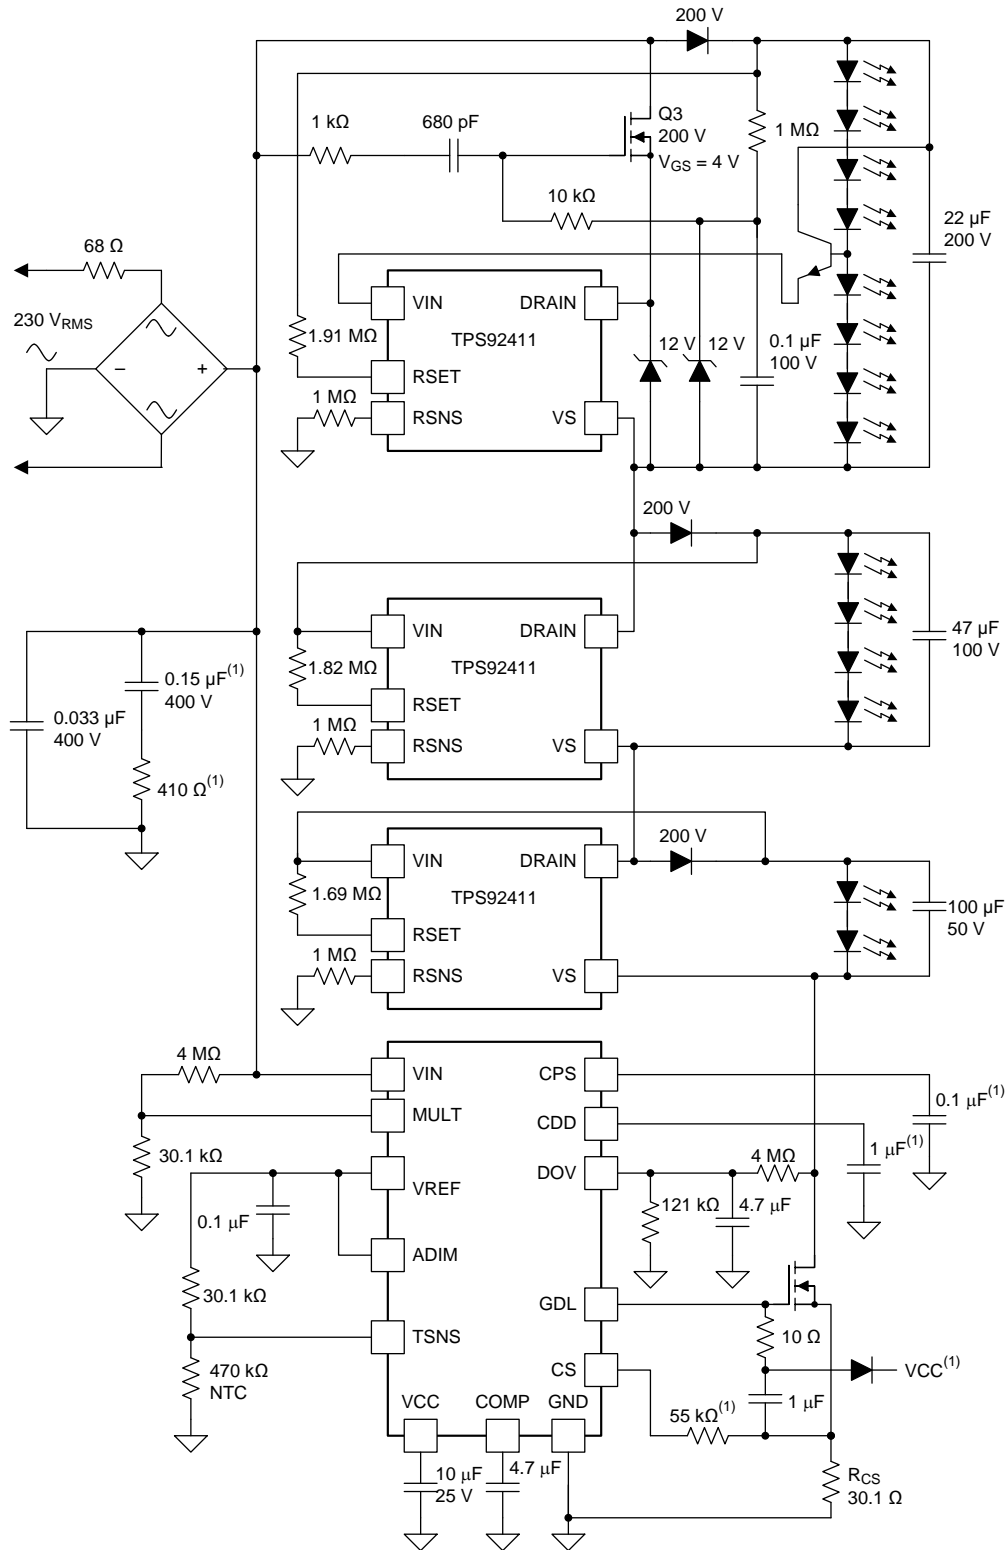 200 V
Q3
200 V
V_GS = 4 V
1 kΩ
680 pF
1 MΩ
10 kΩ
22 µF
200 V
68 Ω
230 V_RMS
− +
VIN
DRAIN
TPS92411
1.91 MΩ
RSET
1 MΩ
RSNS
VS
12 V
12 V
0.1 µF
100 V
200 V
VIN
DRAIN
TPS92411
1.82 MΩ
RSET
1 MΩ
RSNS
VS
47 µF
100 V
0.15 µF(1)
400 V
0.033 µF
400 V
410 Ω(1)
200 V
VIN
DRAIN
TPS92411
1.69 MΩ
RSET
1 MΩ
RSNS
VS
100 µF
50 V
4 MΩ
VIN
CPS
MULT
CDD
0.1 µF(1)
30.1 kΩ
VREF
DOV
4 MΩ
1 µF(1)
0.1 µF
121 kΩ
4.7 µF
ADIM
30.1 kΩ
GDL
TSNS
10 Ω
470 kΩ
NTC
CS
VCC(1)
1 µF
55 kΩ(1)
VCC
COMP
GND
10 µF
25 V
4.7 µF
R_CS
30.1 Ω